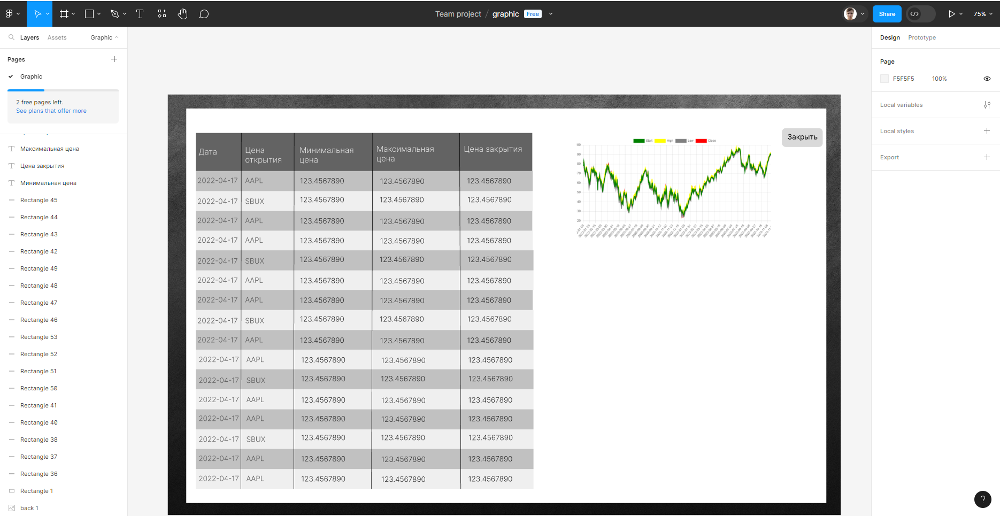 Team project / graphic Free
Share
75%
Layers
Assets
Graphic
Design
Prototype
Pages
Graphic
2 free pages left.
See plans that offer more
Максимальная цена
Цена закрытия
Минимальная цена
Rectangle 45
Rectangle 44
Rectangle 43
Rectangle 42
Rectangle 49
Rectangle 48
Rectangle 47
Rectangle 46
Rectangle 53
Rectangle 52
Rectangle 51
Rectangle 50
Rectangle 41
Rectangle 40
Rectangle 38
Rectangle 37
Rectangle 36
Rectangle 1
back 1
Дата
Цена
открытия
Минимальная
цена
Максимальная
цена
Цена закрытия
2022-04-17 AAPL 123.4567890 123.4567890 123.4567890
2022-04-17 SBUX 123.4567890 123.4567890 123.4567890
2022-04-17 AAPL 123.4567890 123.4567890 123.4567890
2022-04-17 AAPL 123.4567890 123.4567890 123.4567890
2022-04-17 SBUX 123.4567890 123.4567890 123.4567890
2022-04-17 AAPL 123.4567890 123.4567890 123.4567890
2022-04-17 AAPL 123.4567890 123.4567890 123.4567890
2022-04-17 SBUX 123.4567890 123.4567890 123.4567890
2022-04-17 AAPL 123.4567890 123.4567890 123.4567890
2022-04-17 AAPL 123.4567890 123.4567890 123.4567890
2022-04-17 SBUX 123.4567890 123.4567890 123.4567890
2022-04-17 AAPL 123.4567890 123.4567890 123.4567890
2022-04-17 AAPL 123.4567890 123.4567890 123.4567890
2022-04-17 SBUX 123.4567890 123.4567890 123.4567890
2022-04-17 AAPL 123.4567890 123.4567890 123.4567890
2022-04-17 AAPL 123.4567890 123.4567890 123.4567890
Start High Low Close
90
80
70
60
50
40
30
20
Закрыть
Page
F5F5F5 100%
Local variables
Local styles
Export
?